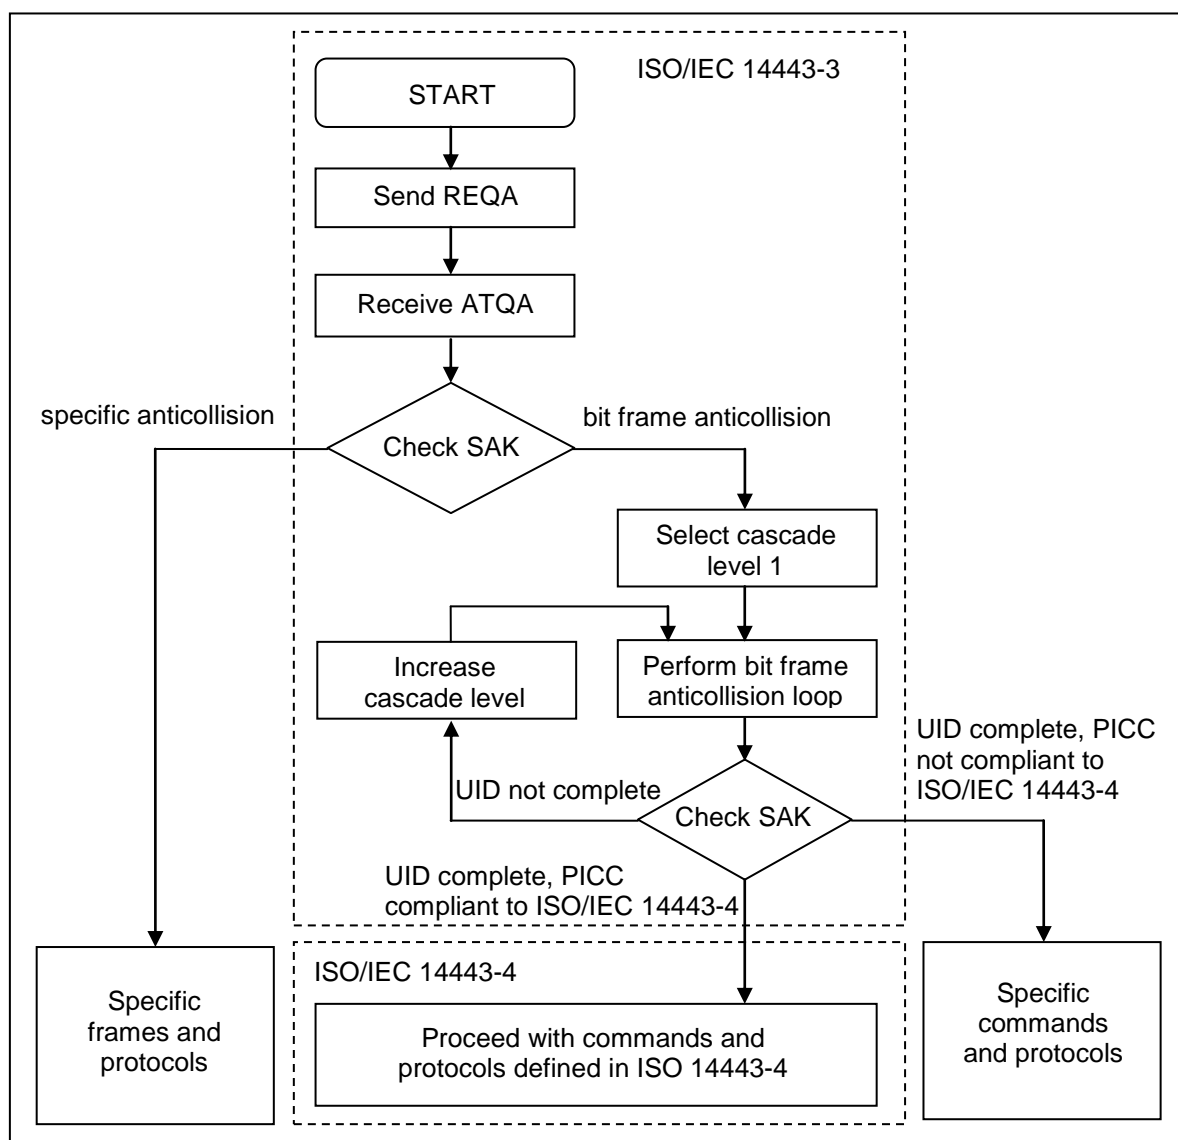 ISO/IEC 14443-3
START
Send REQA
Receive ATQA
specific anticollision
bit frame anticollision
Check SAK
Select cascade
level 1
Increase
cascade level
Perform bit frame
anticollision loop
UID complete, PICC
not compliant to
ISO/IEC 14443-4
UID not complete
Check SAK
UID complete, PICC
compliant to ISO/IEC 14443-4
ISO/IEC 14443-4
Specific
frames and
protocols
Proceed with commands and
protocols defined in ISO 14443-4
Specific
commands
and protocols